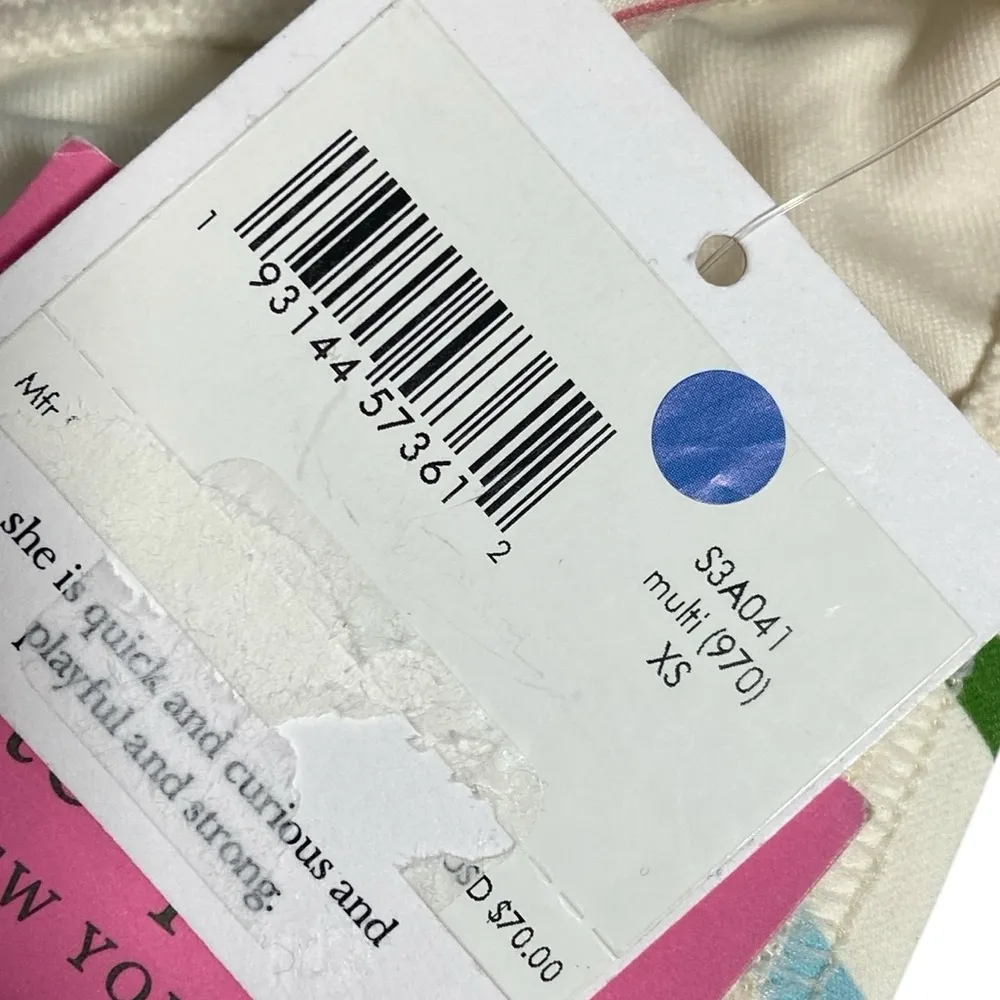 1 93144 57361 2
S3A041
multi (970)
XS
Mfr
USD $70.00
she is quick and curious and
playful and strong.
W YO